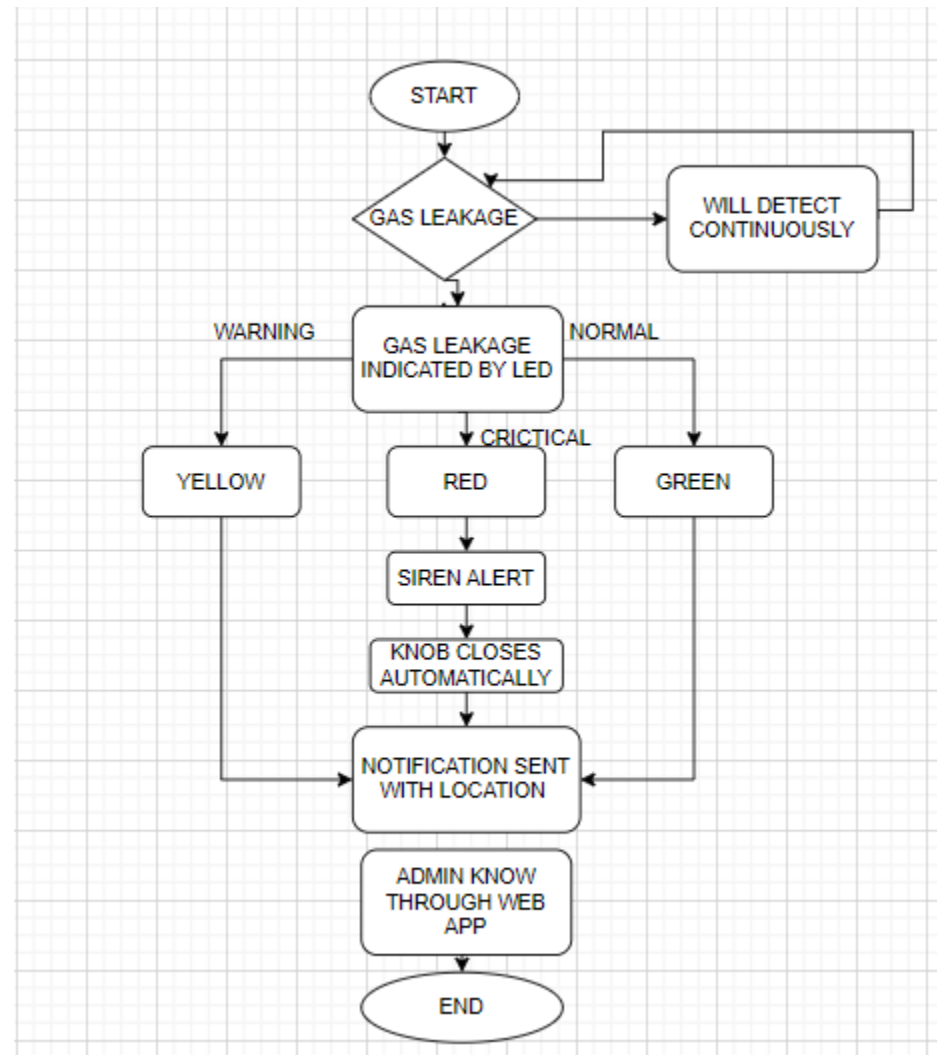 START
GAS LEAKAGE
WILL DETECT
CONTINUOUSLY
GAS LEAKAGE
INDICATED BY LED
WARNING
NORMAL
CRICTICAL
YELLOW
RED
GREEN
SIREN ALERT
KNOB CLOSES
AUTOMATICALLY
NOTIFICATION SENT
WITH LOCATION
ADMIN KNOW
THROUGH WEB
APP
END